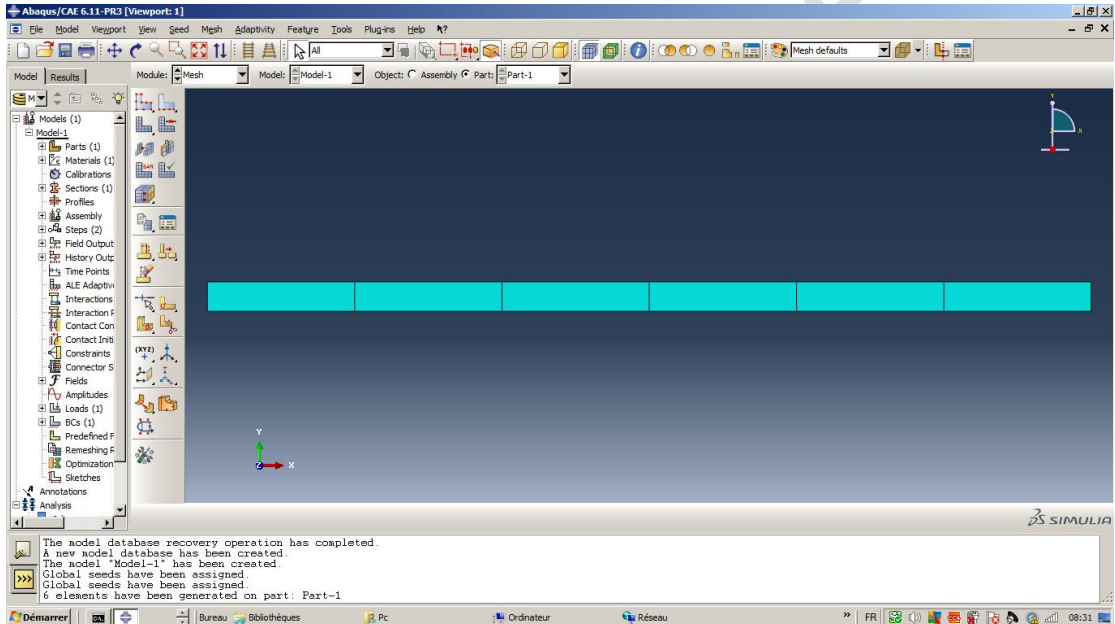 Abaqus/CAE 6.11-PR3 [Viewport: 1]
File Model Viewport View Seed Mesh Adaptivity Feature Tools Plug-ins Help
All Mesh defaults
Model Results Module: Mesh Model: Model-1 Object: Assembly Part: Part-1
Models (1)
Model-1
Parts (1)
Materials (1)
Calibrations
Sections (1)
Profiles
Assembly
Steps (2)
Field Output
History Outp
Time Points
ALE Adaptiv
Interactions
Interaction P
Contact Con
Contact Initi
Constraints
Connector S
Fields
Amplitudes
Loads (1)
BCs (1)
Predefined F
Remeshing R
Optimization
Sketches
Annotations
Analysis
(XYZ)
Y
X
Y
Z X
SIMULIA
The model database recovery operation has completed.
A new model database has been created.
The model "Model-1" has been created.
Global seeds have been assigned.
Global seeds have been assigned.
6 elements have been generated on part: Part-1
Démarrer Bureau Bibliothèques Pc Ordinateur Réseau » FR 08:31